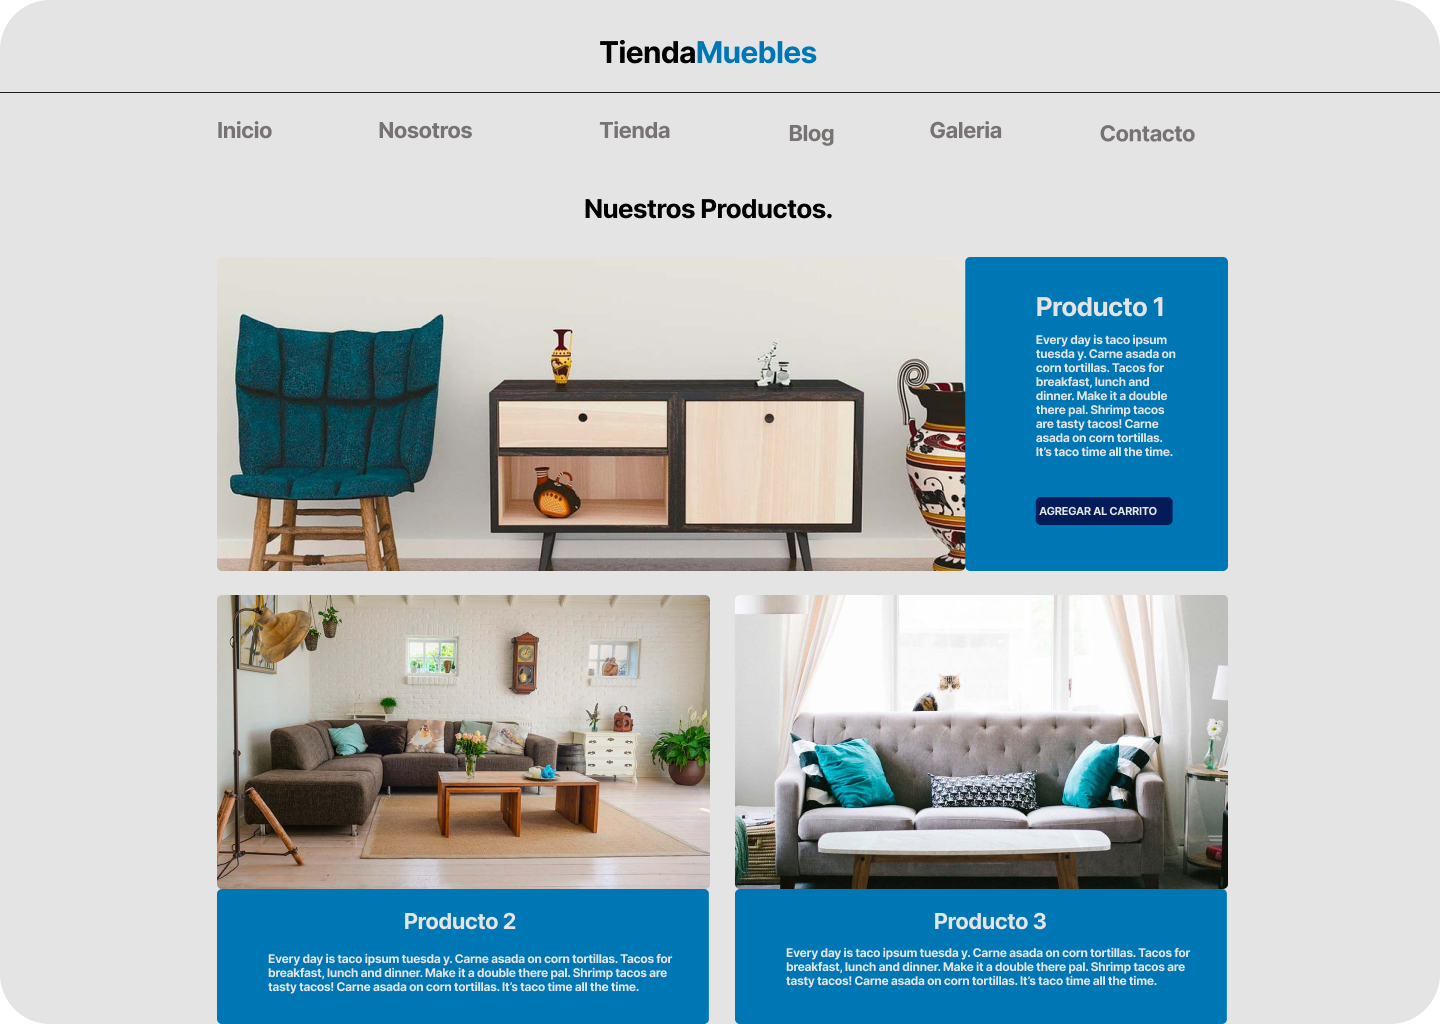 TiendaMuebles
Inicio Nosotros Tienda Blog Galeria Contacto
Nuestros Productos.
Producto 1
Every day is taco ipsum
tuesda y. Carne asada on
corn tortillas. Tacos for
breakfast, lunch and
dinner. Make it a double
there pal. Shrimp tacos
are tasty tacos! Carne
asada on corn tortillas.
It’s taco time all the time.
AGREGAR AL CARRITO
Producto 2
Every day is taco ipsum tuesda y. Carne asada on corn tortillas. Tacos for
breakfast, lunch and dinner. Make it a double there pal. Shrimp tacos are
tasty tacos! Carne asada on corn tortillas. It’s taco time all the time.
Producto 3
Every day is taco ipsum tuesda y. Carne asada on corn tortillas. Tacos for
breakfast, lunch and dinner. Make it a double there pal. Shrimp tacos are
tasty tacos! Carne asada on corn tortillas. It’s taco time all the time.